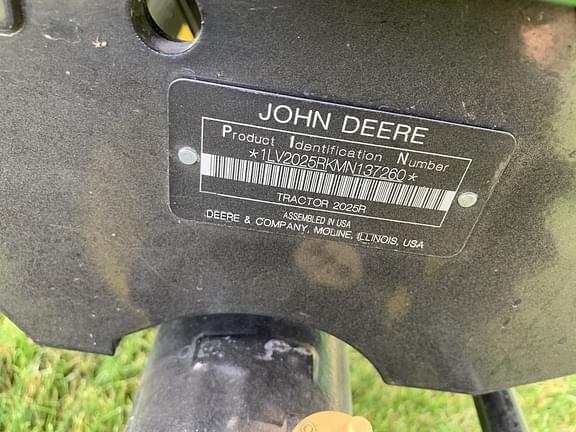 JOHN DEERE
Product Identification Number
*1LV2025RKMN137260*
TRACTOR 2025R
ASSEMBLED IN USA
DEERE & COMPANY, MOLINE, ILLINOIS, USA